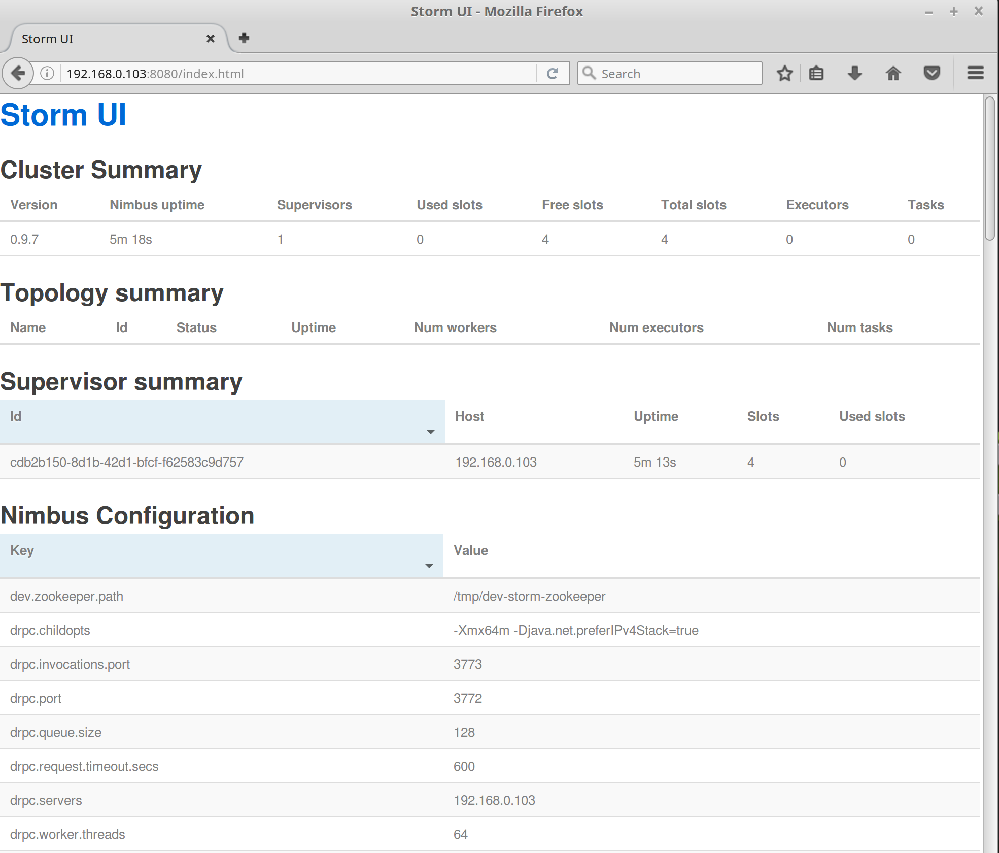 Storm UI - Mozilla Firefox
Storm UI
192.168.0.103:8080/index.html
Search
Storm UI
Cluster Summary
Version Nimbus uptime Supervisors Used slots Free slots Total slots Executors Tasks
0.9.7 5m 18s 1 0 4 4 0 0
Topology summary
Name Id Status Uptime Num workers Num executors Num tasks
Supervisor summary
Id Host Uptime Slots Used slots
cdb2b150-8d1b-42d1-bfcf-f62583c9d757 192.168.0.103 5m 13s 4 0
Nimbus Configuration
Key Value
dev.zookeeper.path /tmp/dev-storm-zookeeper
drpc.childopts -Xmx64m -Djava.net.preferIPv4Stack=true
drpc.invocations.port 3773
drpc.port 3772
drpc.queue.size 128
drpc.request.timeout.secs 600
drpc.servers 192.168.0.103
drpc.worker.threads 64